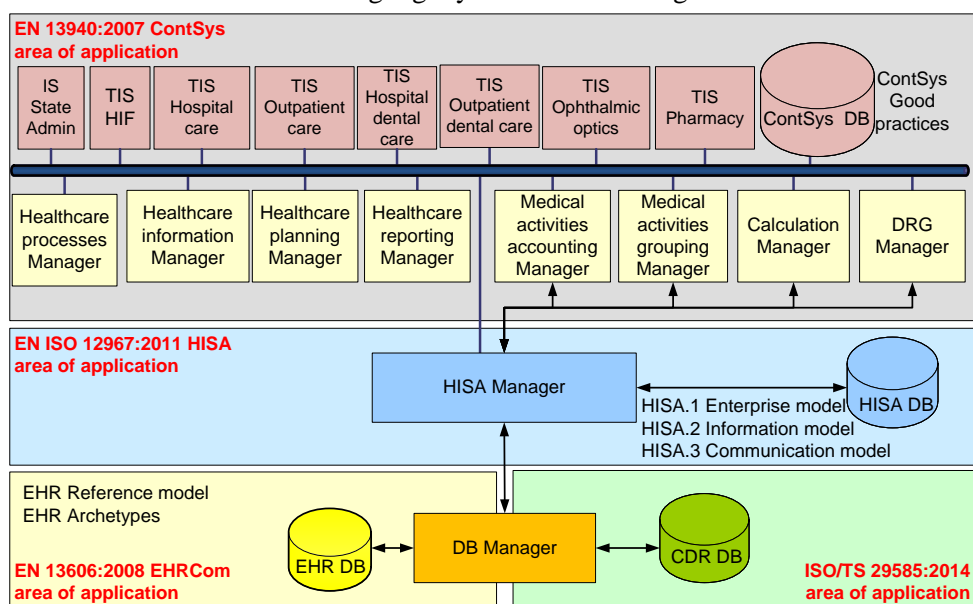 EN 13940:2007 ContSys
area of application
IS
State
Admin
TIS
HIF
TIS
Hospital
care
TIS
Outpatient
care
TIS
Hospital
dental
care
TIS
Outpatient
dental care
TIS
Ophthalmic
optics
TIS
Pharmacy
ContSys DB
ContSys
Good
practices
Healthcare
processes
Manager
Healthcare
information
Manager
Healthcare
planning
Manager
Healthcare
reporting
Manager
Medical
activities
accounting
Manager
Medical
activities
grouping
Manager
Calculation
Manager
DRG
Manager
EN ISO 12967:2011 HISA
area of application
HISA Manager
HISA DB
HISA.1 Enterprise model
HISA.2 Information model
HISA.3 Communication model
EHR Reference model
EHR Archetypes
EHR DB
DB Manager
CDR DB
EN 13606:2008 EHRCom
area of application
ISO/TS 29585:2014
area of application